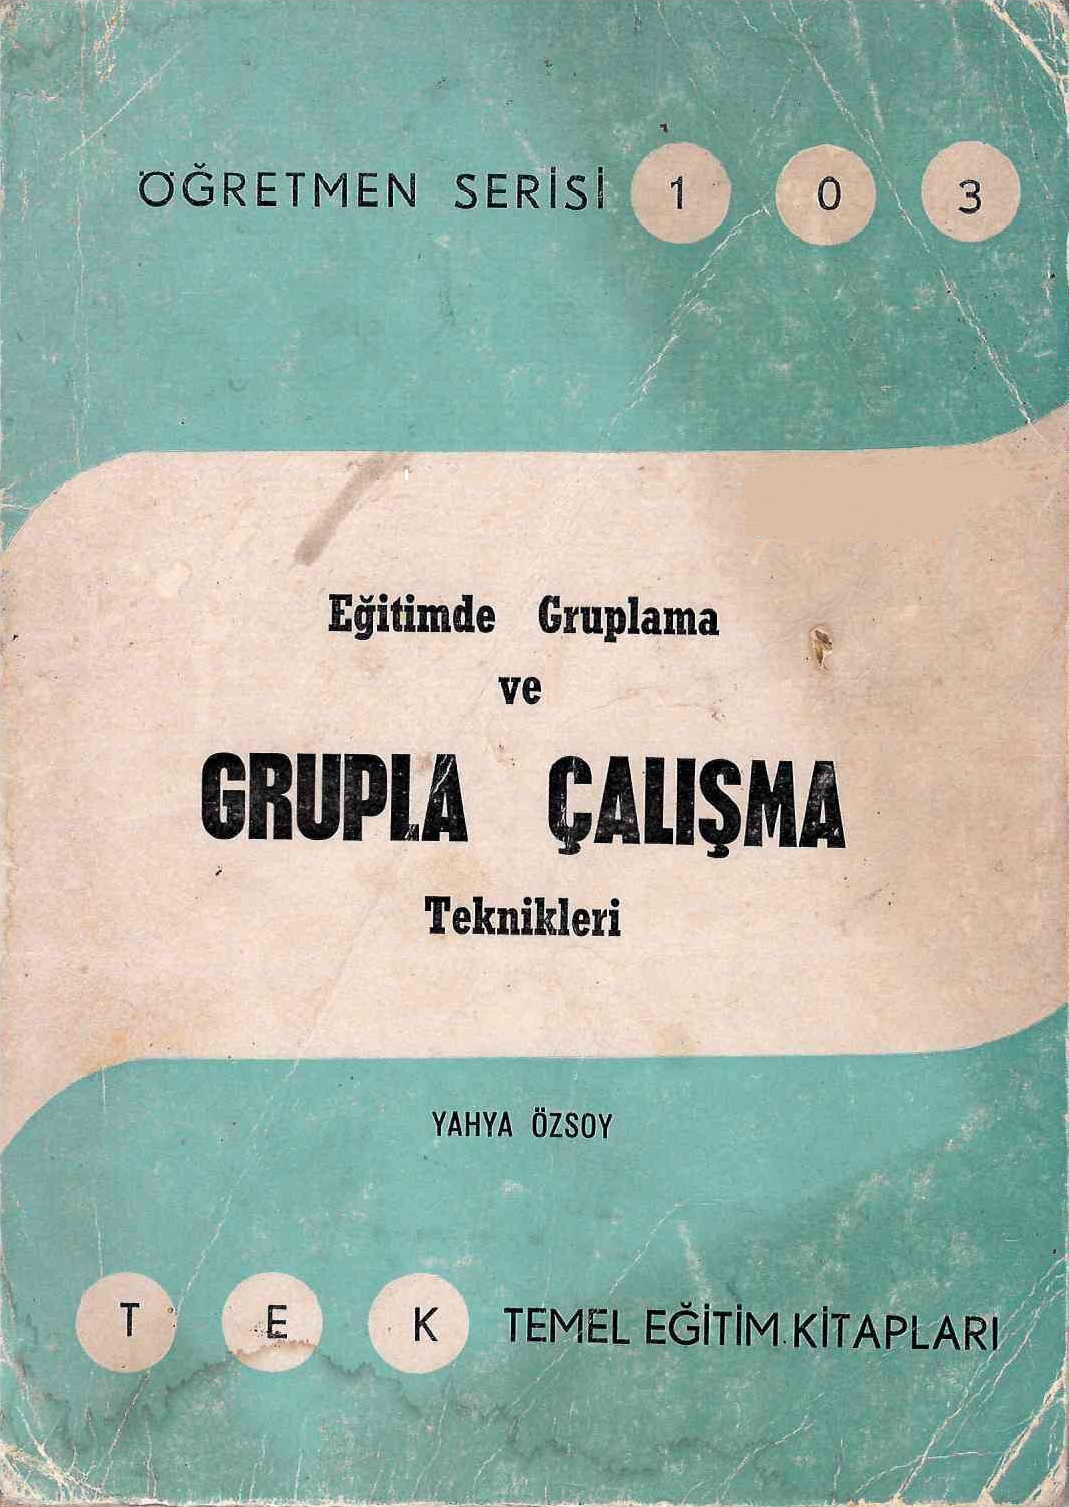 ÖĞRETMEN SERİSİ 1 0 3
Eğitimde Gruplama
ve
GRUPLA ÇALIŞMA
Teknikleri
YAHYA ÖZSOY
T E K TEMEL EĞİTİM KİTAPLARI